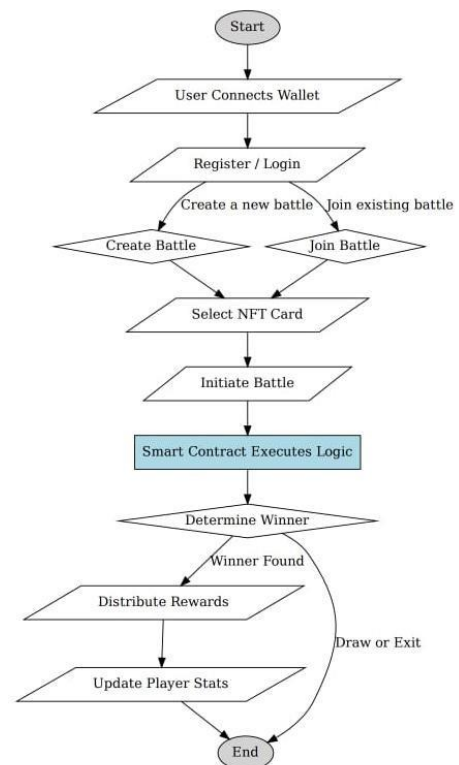 Start
User Connects Wallet
Register / Login
Create a new battle
Join existing battle
Create Battle
Join Battle
Select NFT Card
Initiate Battle
Smart Contract Executes Logic
Determine Winner
Winner Found
Distribute Rewards
Draw or Exit
Update Player Stats
End